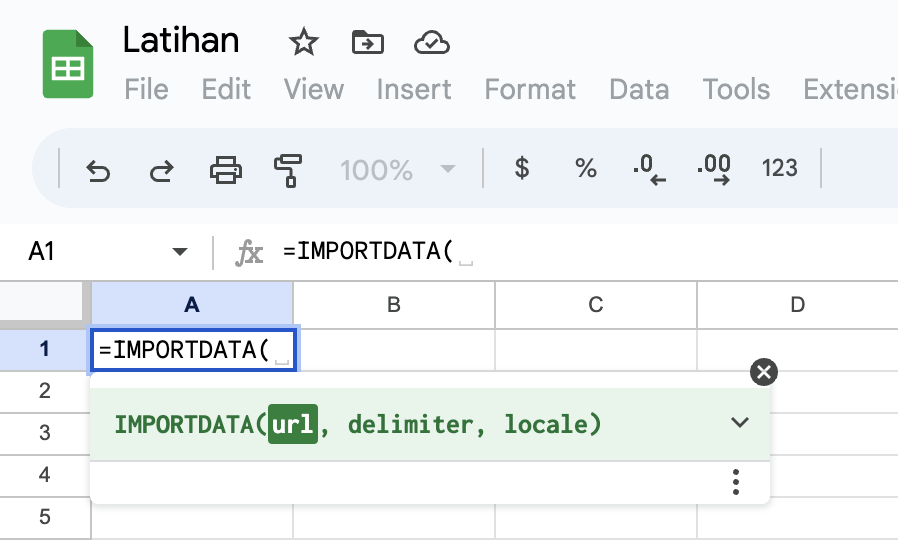 Latihan
File Edit View Insert Format Data Tools Extensi
100% $ % .0 .00 123
A1 fx =IMPORTDATA(
A B C D
1 =IMPORTDATA(
2
IMPORTDATA(url, delimiter, locale)
3
4
5